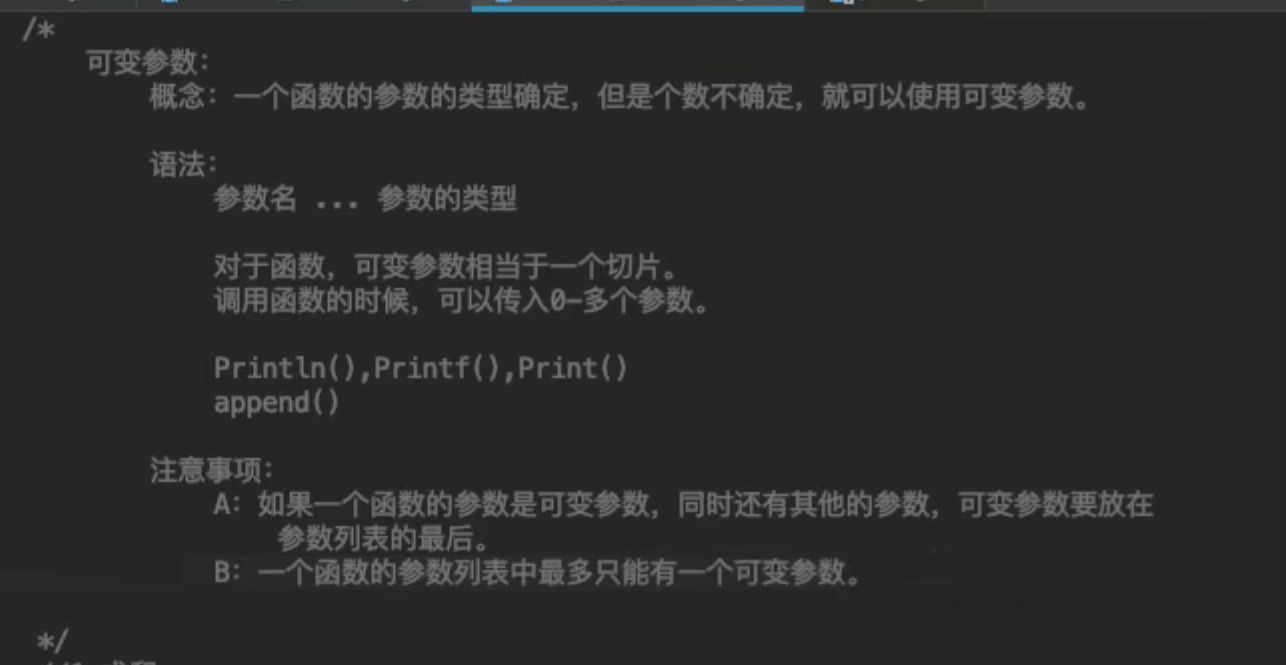 /*
可变参数：
概念：一个函数的参数的类型确定，但是个数不确定，就可以使用可变参数。
语法：
参数名 ... 参数的类型
对于函数，可变参数相当于一个切片。
调用函数的时候，可以传入0-多个参数。
Println(),Printf(),Print()
append()
注意事项：
A：如果一个函数的参数是可变参数，同时还有其他的参数，可变参数要放在
参数列表的最后。
B：一个函数的参数列表中最多只能有一个可变参数。
*/